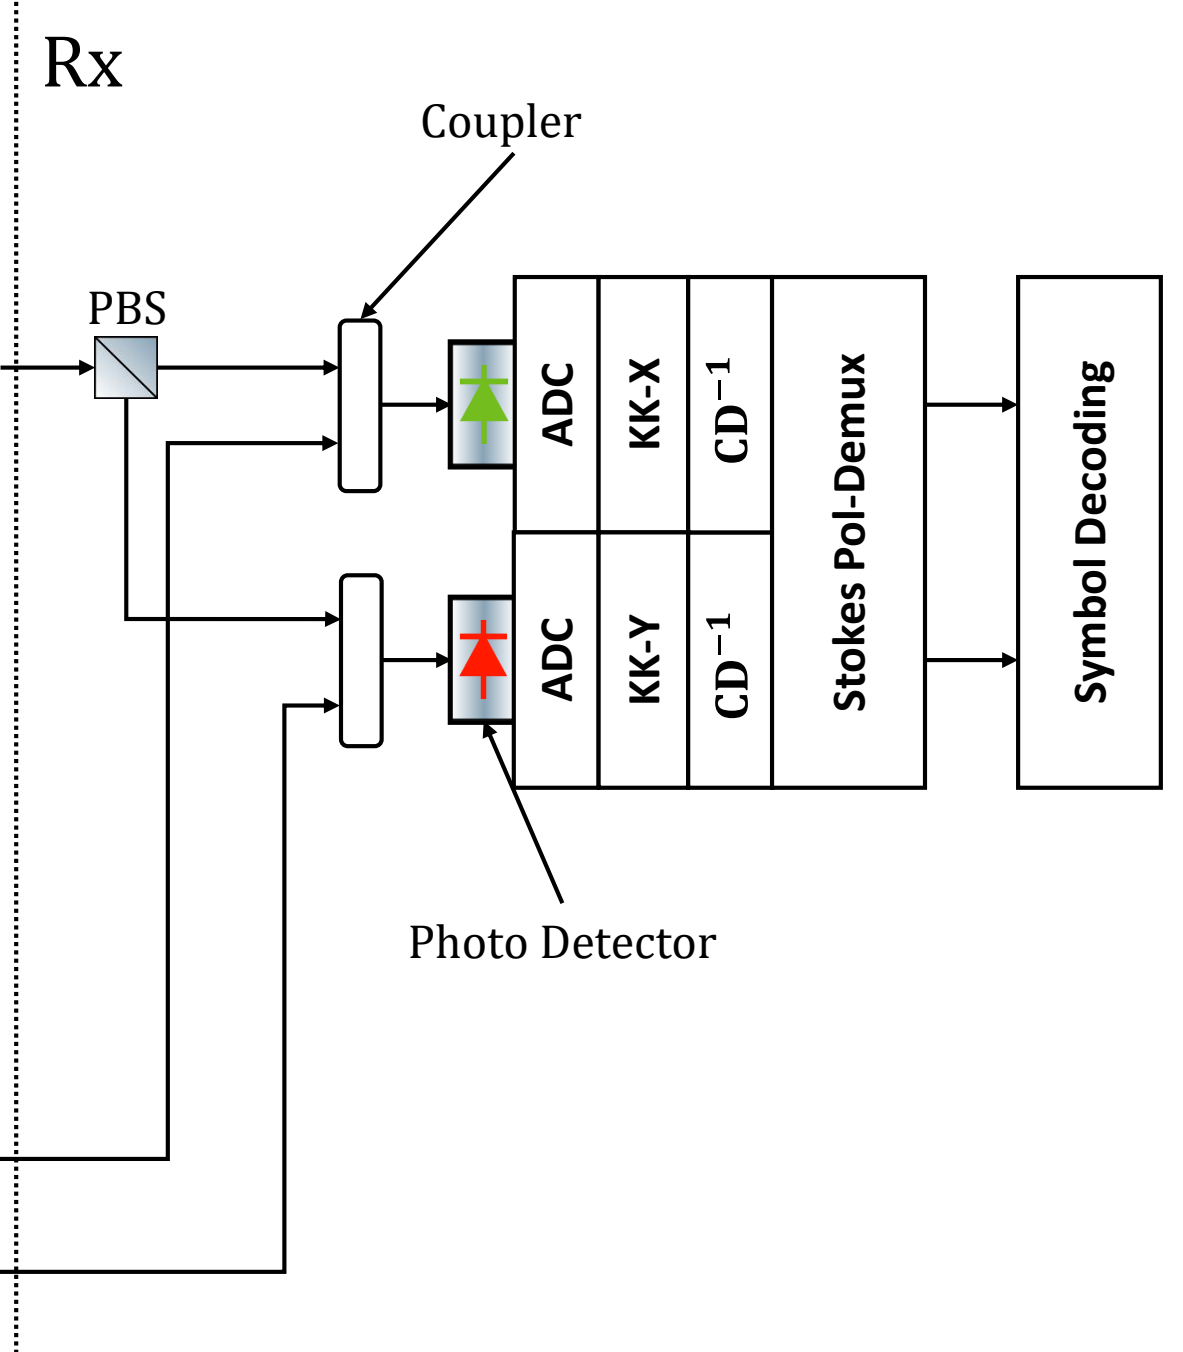 Rx
Coupler
PBS
ADC
KK-X
CD⁻¹
Stokes Pol-Demux
Symbol Decoding
ADC
KK-Y
CD⁻¹
Photo Detector